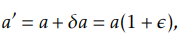 a′ = a + δa = a(1 + ϵ),